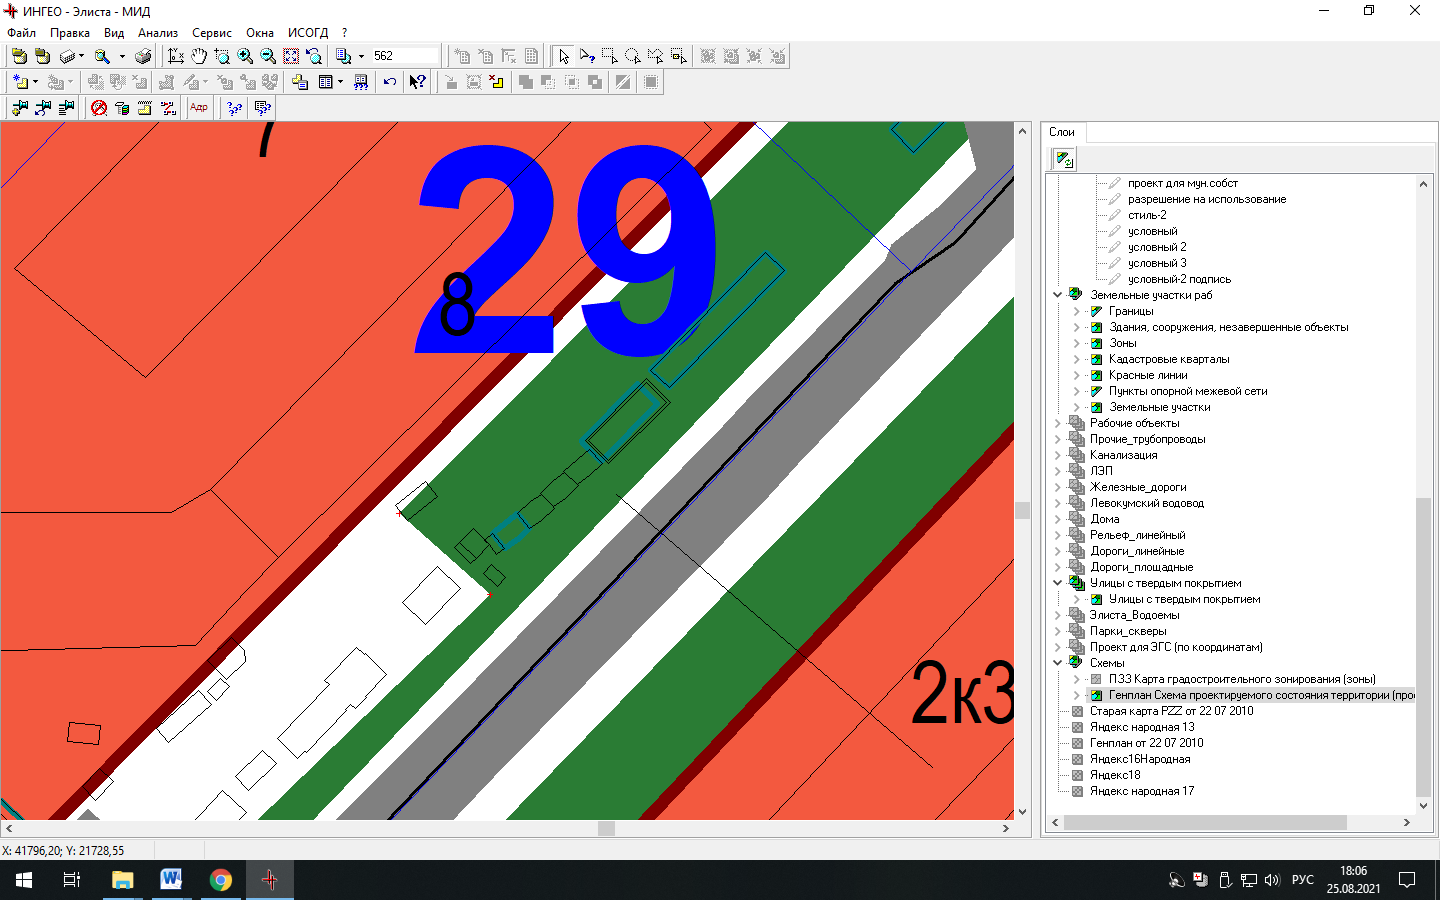 ИНГЕО - Элиста - МИД
Файл Правка Вид Анализ Сервис Окна ИСОГД ?
562
Адр
7
29
8
2к3
Слои
проект для мун.собст
разрешение на использование
стиль-2
условный
условный 2
условный 3
условный-2 подпись
Земельные участки раб
Границы
Здания, сооружения, незавершенные объекты
Зоны
Кадастровые кварталы
Красные линии
Пункты опорной межевой сети
Земельные участки
Рабочие объекты
Прочие_трубопроводы
Канализация
ЛЭП
Железные_дороги
Левокумский водовод
Дома
Рельеф_линейный
Дороги_линейные
Дороги_площадные
Улицы с твердым покрытием
Улицы с твердым покрытием
Элиста_Водоемы
Парки_скверы
Проект для ЭГС (по координатам)
Схемы
ПЗЗ Карта градостроительного зонирования (зоны)
Генплан Схема проектируемого состояния территории (прое
Старая карта PZZ от 22 07 2010
Яндекс народная 13
Генплан от 22 07 2010
Яндекс16Народная
Яндекс18
Яндекс народная 17
X: 41796,20; Y: 21728,55
РУС
18:06
25.08.2021